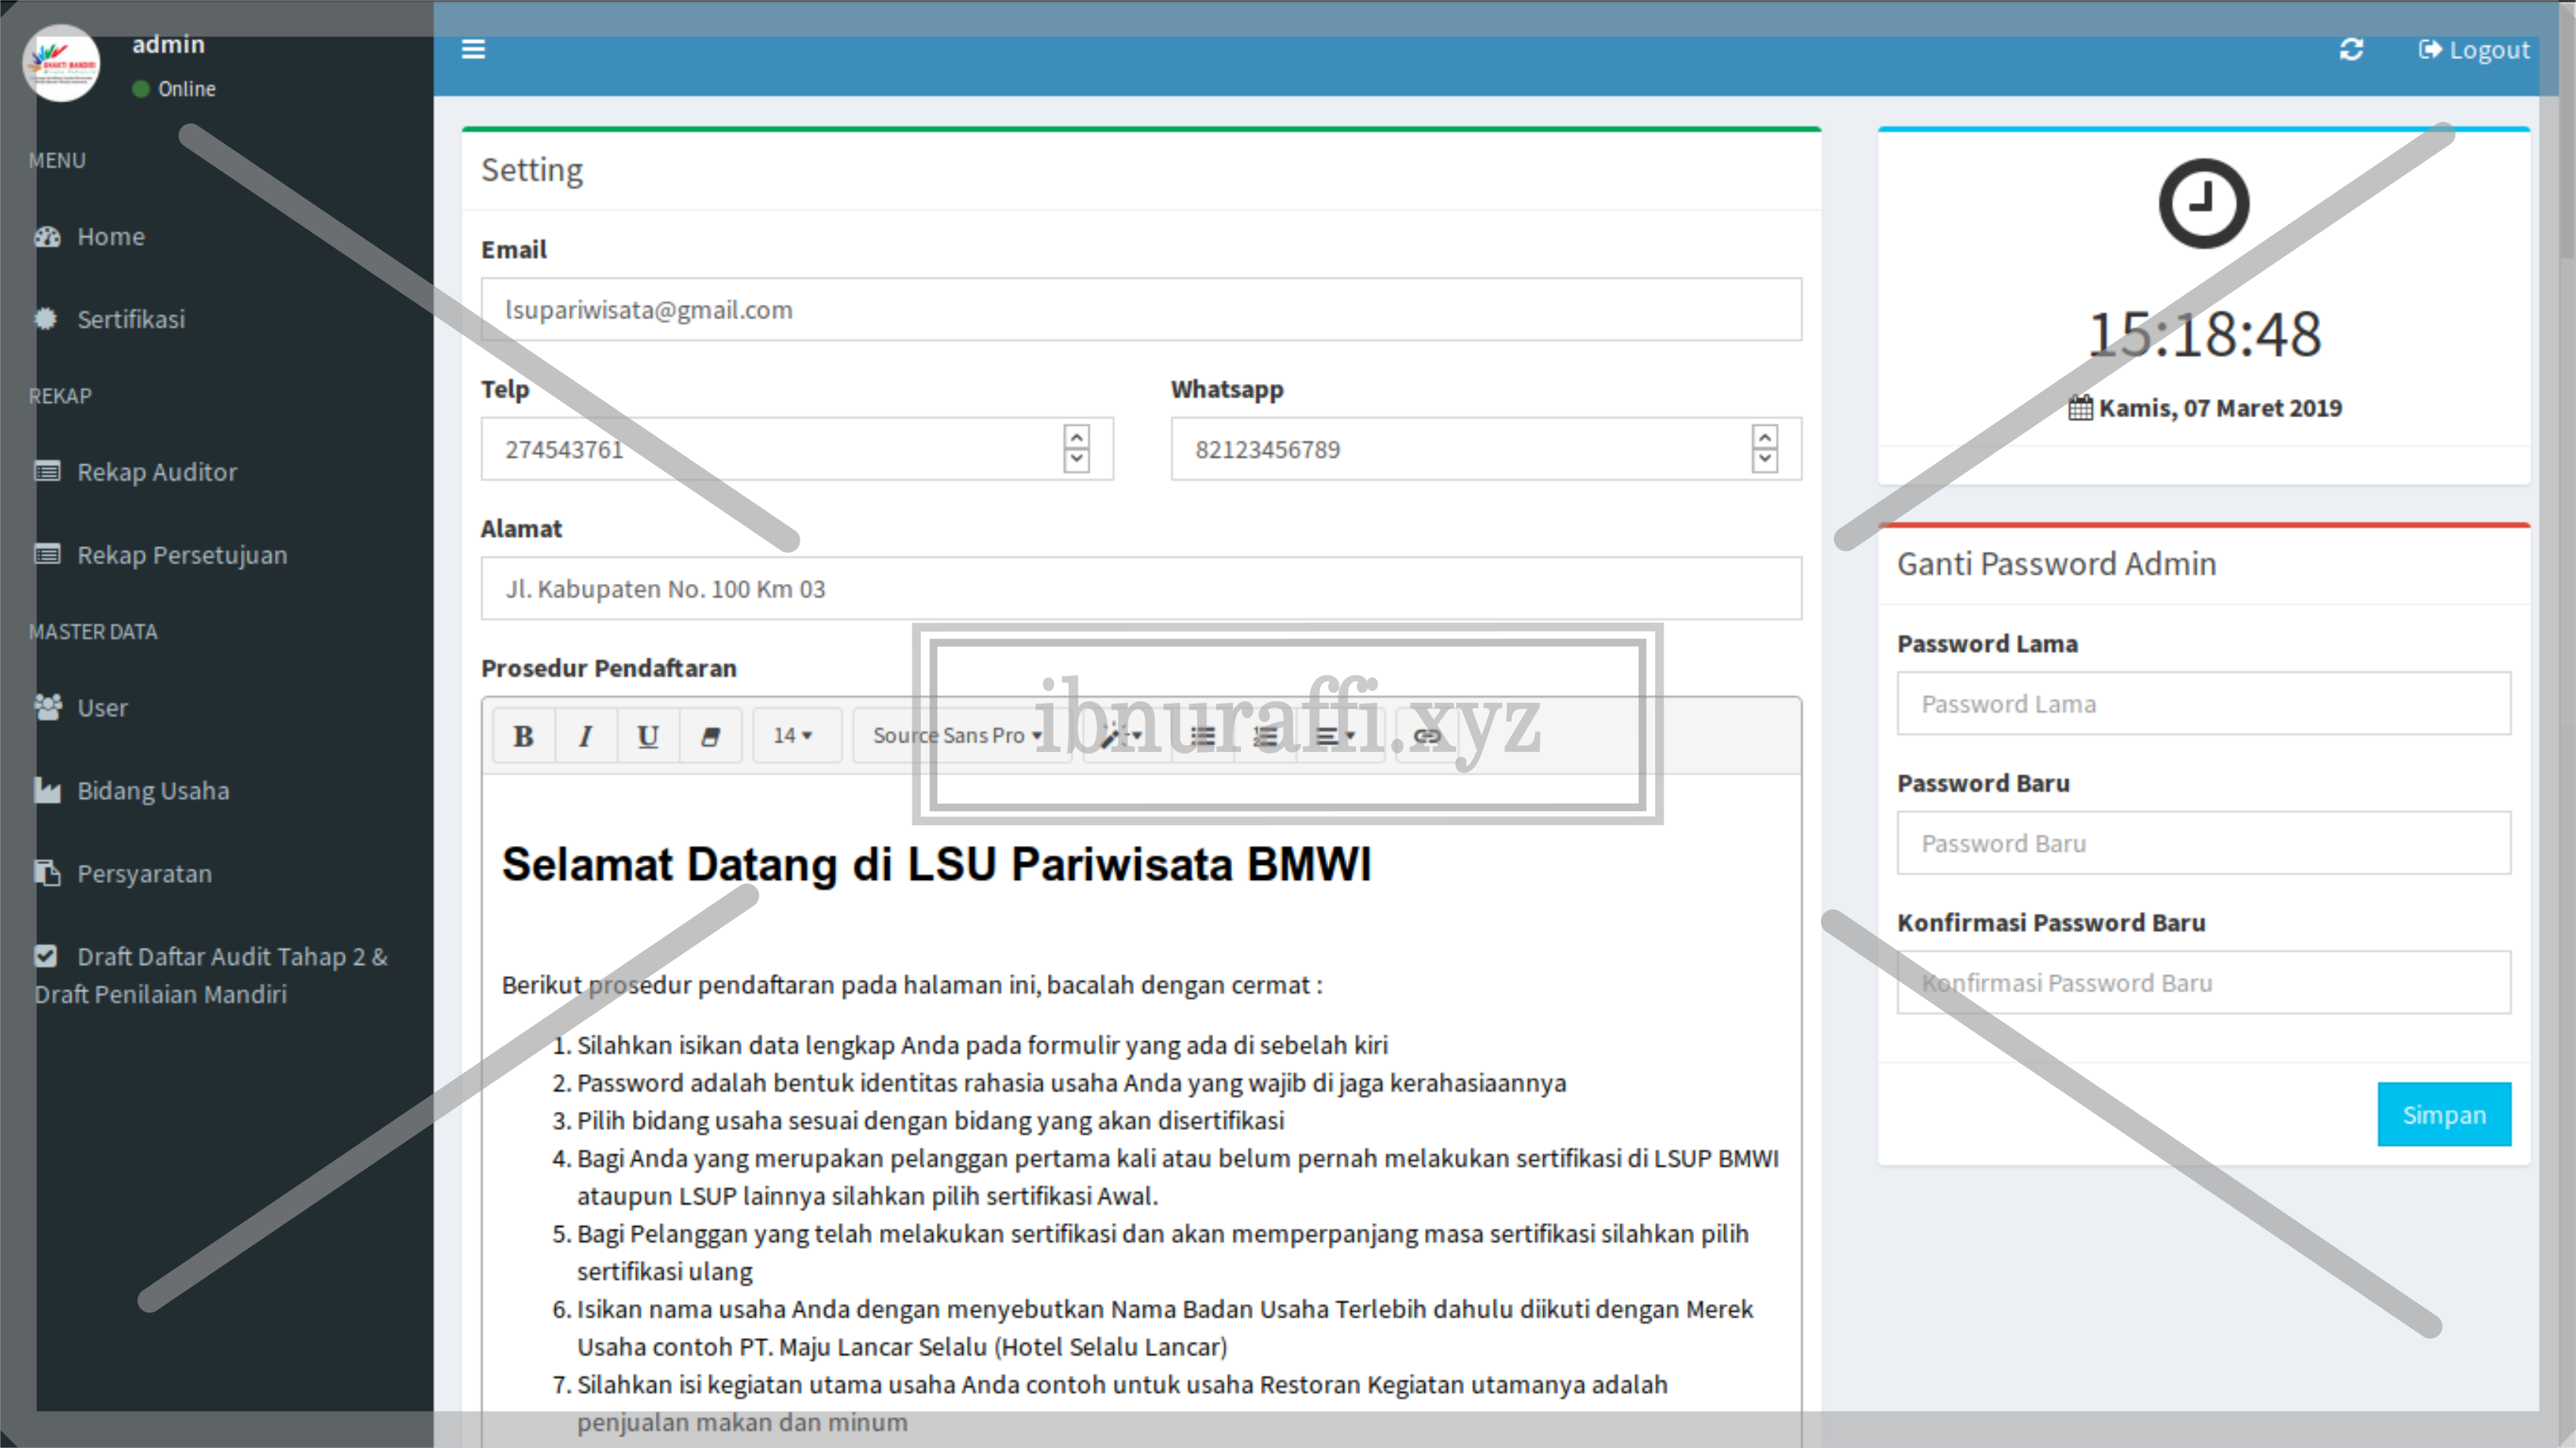 admin
Online
MENU
Home
Sertifikasi
REKAP
Rekap Auditor
Rekap Persetujuan
MASTER DATA
User
Bidang Usaha
Persyaratan
Draft Daftar Audit Tahap 2 &
Draft Penilaian Mandiri
Logout
Setting
Email
lsupariwisata@gmail.com
Telp
Whatsapp
274543761
82123456789
Alamat
Jl. Kabupaten No. 100 Km 03
Prosedur Pendaftaran
B I U 14 Source Sans Pro
ibnuraffi.xyz
Selamat Datang di LSU Pariwisata BMWI
Berikut prosedur pendaftaran pada halaman ini, bacalah dengan cermat :
1. Silahkan isikan data lengkap Anda pada formulir yang ada di sebelah kiri
2. Password adalah bentuk identitas rahasia usaha Anda yang wajib di jaga kerahasiaannya
3. Pilih bidang usaha sesuai dengan bidang yang akan disertifikasi
4. Bagi Anda yang merupakan pelanggan pertama kali atau belum pernah melakukan sertifikasi di LSUP BMWI
ataupun LSUP lainnya silahkan pilih sertifikasi Awal.
5. Bagi Pelanggan yang telah melakukan sertifikasi dan akan memperpanjang masa sertifikasi silahkan pilih
sertifikasi ulang
6. Isikan nama usaha Anda dengan menyebutkan Nama Badan Usaha Terlebih dahulu diikuti dengan Merek
Usaha contoh PT. Maju Lancar Selalu (Hotel Selalu Lancar)
7. Silahkan isi kegiatan utama usaha Anda contoh untuk usaha Restoran Kegiatan utamanya adalah
penjualan makan dan minum
15:18:48
Kamis, 07 Maret 2019
Ganti Password Admin
Password Lama
Password Lama
Password Baru
Password Baru
Konfirmasi Password Baru
Konfirmasi Password Baru
Simpan